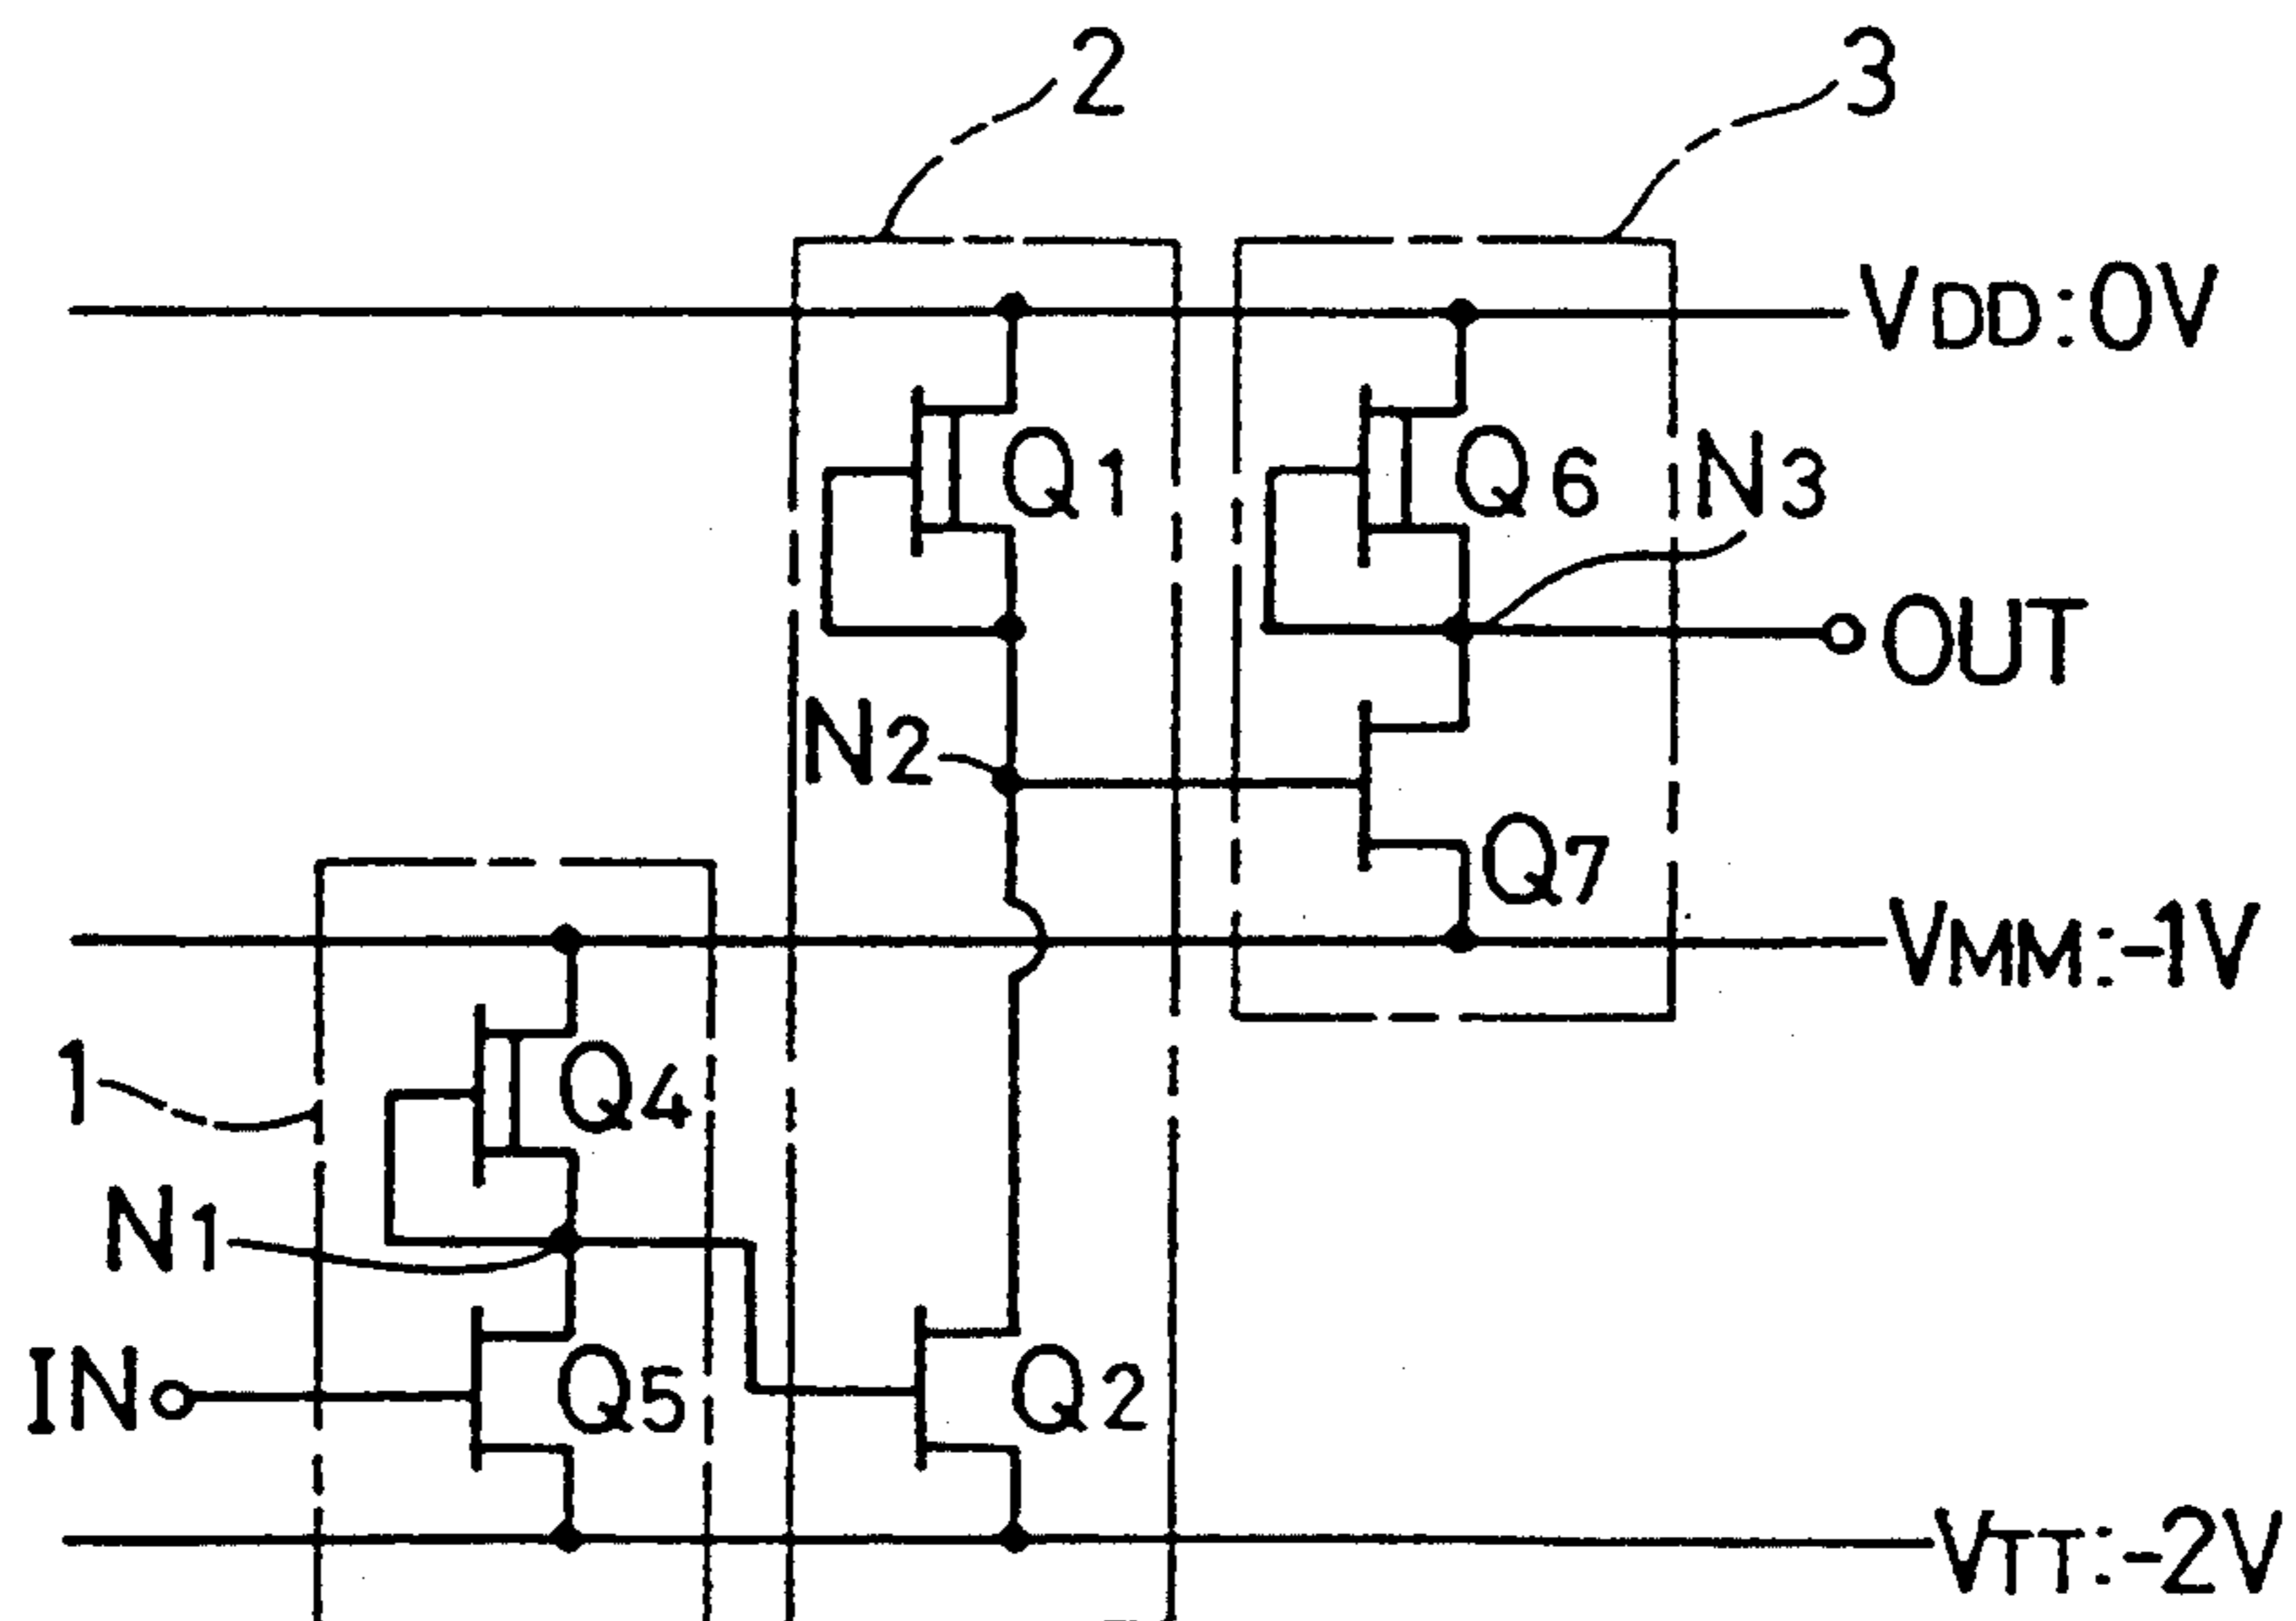 2
3
VDD:0V
Q1
Q6
N3
OUT
N2
Q7
VMM:-1V
1
Q4
N1
IN
Q5
Q2
VTT:-2V